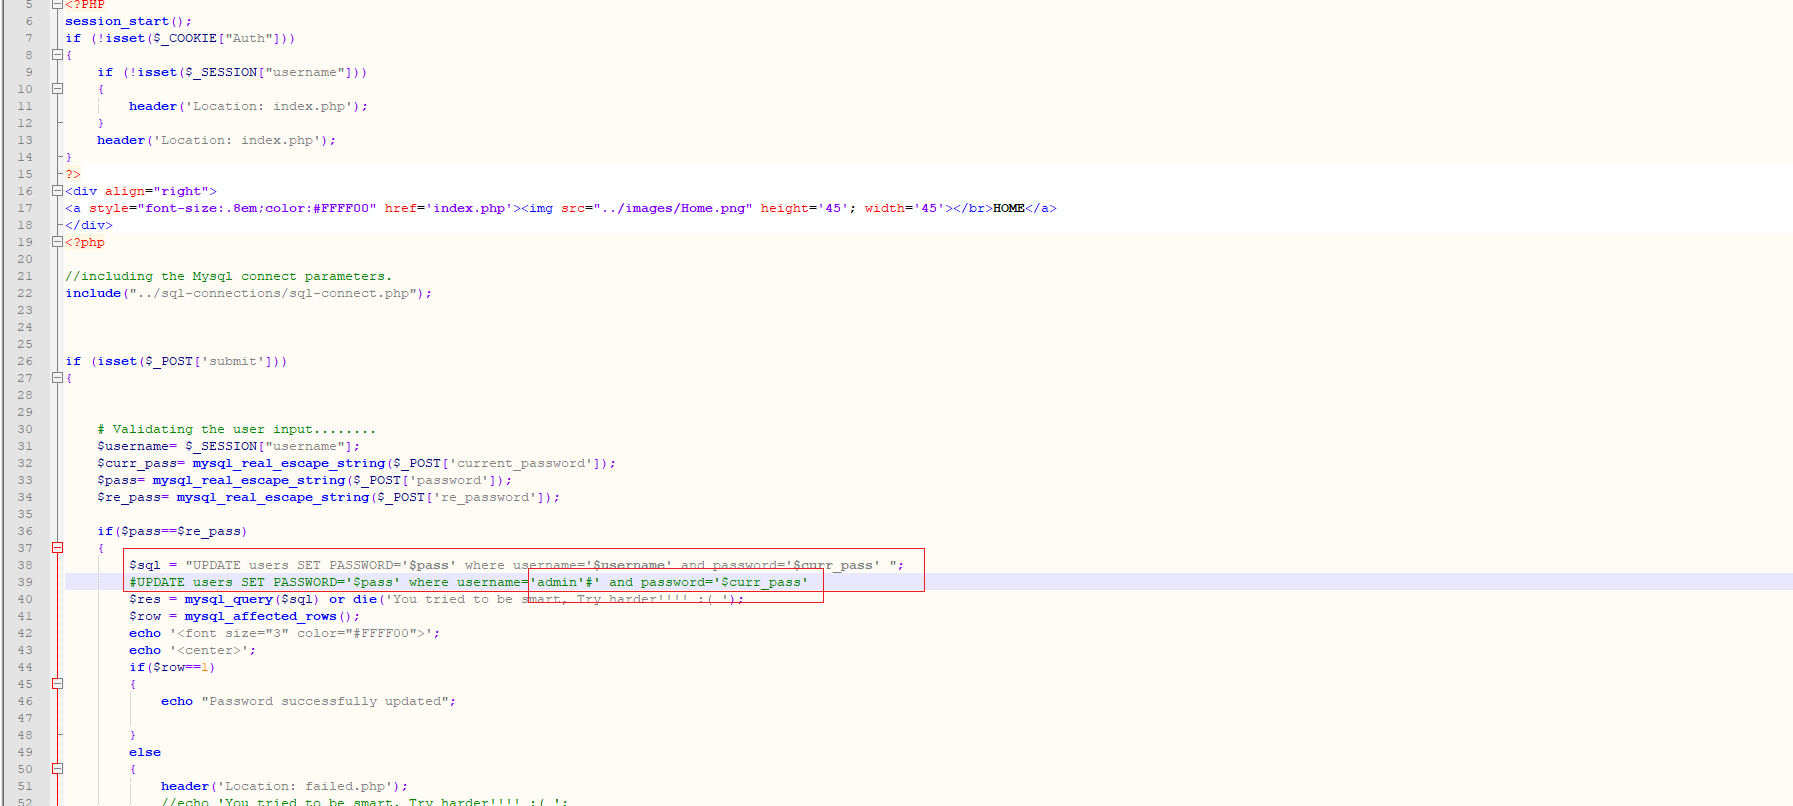 5 <?PHP
6 session_start();
7 if (!isset($_COOKIE["Auth"]))
8 {
9 if (!isset($_SESSION["username"]))
10 {
11 header('Location: index.php');
12 }
13 header('Location: index.php');
14 }
15 ?>
16 <div align="right">
17 <a style="font-size:.8em;color:#FFFF00" href='index.php'><img src="../images/Home.png" height='45'; width='45'></br>HOME</a>
18 </div>
19 <?php
20
21 //including the Mysql connect parameters.
22 include("../sql-connections/sql-connect.php");
23
24
25
26 if (isset($_POST['submit']))
27 {
28
29
30 # Validating the user input........
31 $username= $_SESSION["username"];
32 $curr_pass= mysql_real_escape_string($_POST['current_password']);
33 $pass= mysql_real_escape_string($_POST['password']);
34 $re_pass= mysql_real_escape_string($_POST['re_password']);
35
36 if($pass==$re_pass)
37 {
38 $sql = "UPDATE users SET PASSWORD='$pass' where username='$username' and password='$curr_pass' ";
39 #UPDATE users SET PASSWORD='$pass' where username='admin'#' and password='$curr_pass'
40 $res = mysql_query($sql) or die('You tried to be smart, Try harder!!!! :( ');
41 $row = mysql_affected_rows();
42 echo '<font size="3" color="#FFFF00">';
43 echo '<center>';
44 if($row==1)
45 {
46 echo "Password successfully updated";
47
48 }
49 else
50 {
51 header('Location: failed.php');
52 //echo 'You tried to be smart, Try harder!!!! :( ';